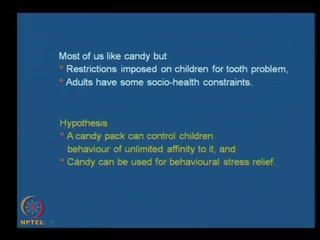 Most of us like candy but
* Restrictions imposed on children for tooth problem,
* Adults have some socio-health constraints.
Hypothesis
* A candy pack can control children
behaviour of unlimited affinity to it, and
* Cándy can be used for behavioural stress relief.
NPTEL